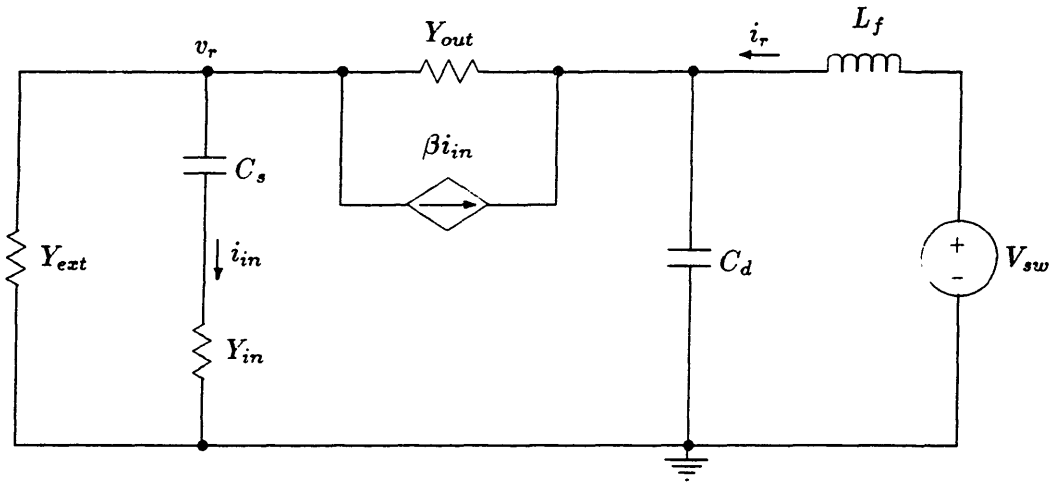 L_f
Y_out
i_r
v_r
βi_in
C_s
i_in
Y_ext
C_d
+
-
V_sw
Y_in